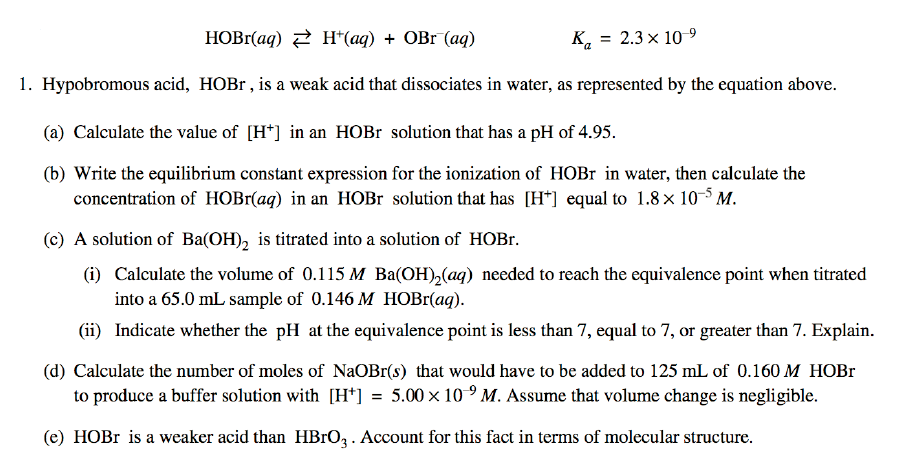 HOBr(aq) ⇄ H⁺(aq) + OBr⁻(aq) Kₐ = 2.3 × 10⁻⁹
1. Hypobromous acid, HOBr , is a weak acid that dissociates in water, as represented by the equation above.
(a) Calculate the value of [H⁺] in an HOBr solution that has a pH of 4.95.
(b) Write the equilibrium constant expression for the ionization of HOBr in water, then calculate the
concentration of HOBr(aq) in an HOBr solution that has [H⁺] equal to 1.8 × 10⁻⁵ M.
(c) A solution of Ba(OH)₂ is titrated into a solution of HOBr.
(i) Calculate the volume of 0.115 M Ba(OH)₂(aq) needed to reach the equivalence point when titrated
into a 65.0 mL sample of 0.146 M HOBr(aq).
(ii) Indicate whether the pH at the equivalence point is less than 7, equal to 7, or greater than 7. Explain.
(d) Calculate the number of moles of NaOBr(s) that would have to be added to 125 mL of 0.160 M HOBr
to produce a buffer solution with [H⁺] = 5.00 × 10⁻⁹ M. Assume that volume change is negligible.
(e) HOBr is a weaker acid than HBrO₃ . Account for this fact in terms of molecular structure.